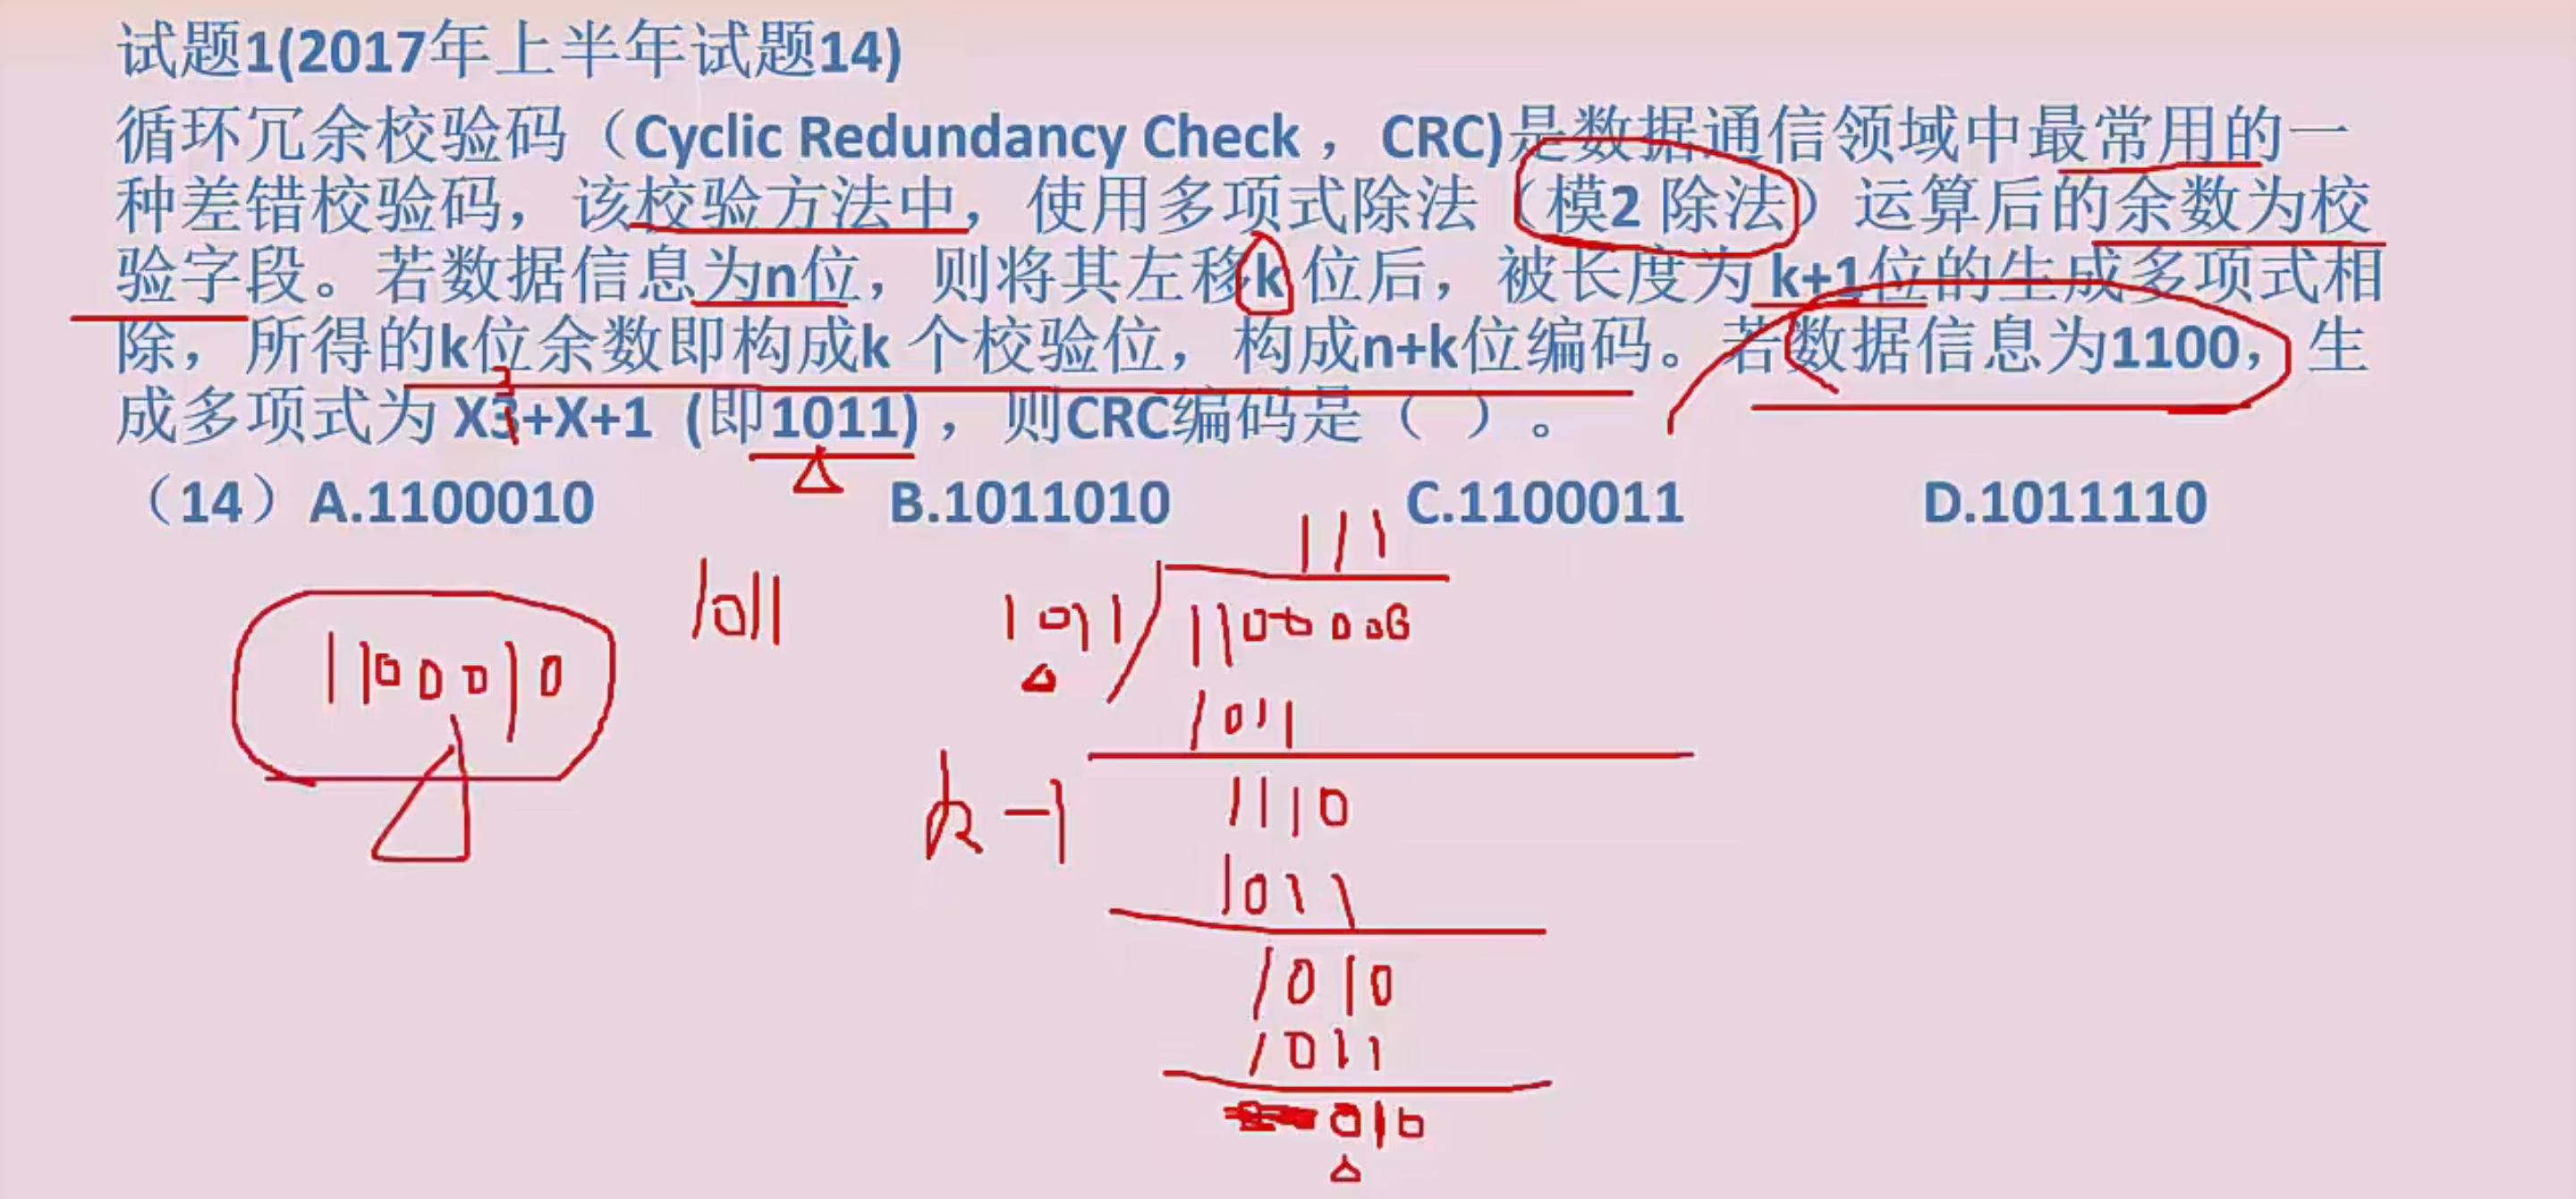 试题1(2017年上半年试题14)
循环冗余校验码（Cyclic Redundancy Check ，CRC)是数据通信领域中最常用的一
种差错校验码，该校验方法中，使用多项式除法（模2 除法）运算后的余数为校
验字段。若数据信息为n位，则将其左移k 位后，被长度为 k+1位的生成多项式相
除，所得的k位余数即构成k 个校验位，构成n+k位编码。若数据信息为1100，生
成多项式为 X3+X+1 (即1011) ，则CRC编码是（ ）。
（14）A.1100010 B.1011010 C.1100011 D.1011110
111
1011 1100000
1100010
1011
1011
k-1
1110
1011
1010
1011
010